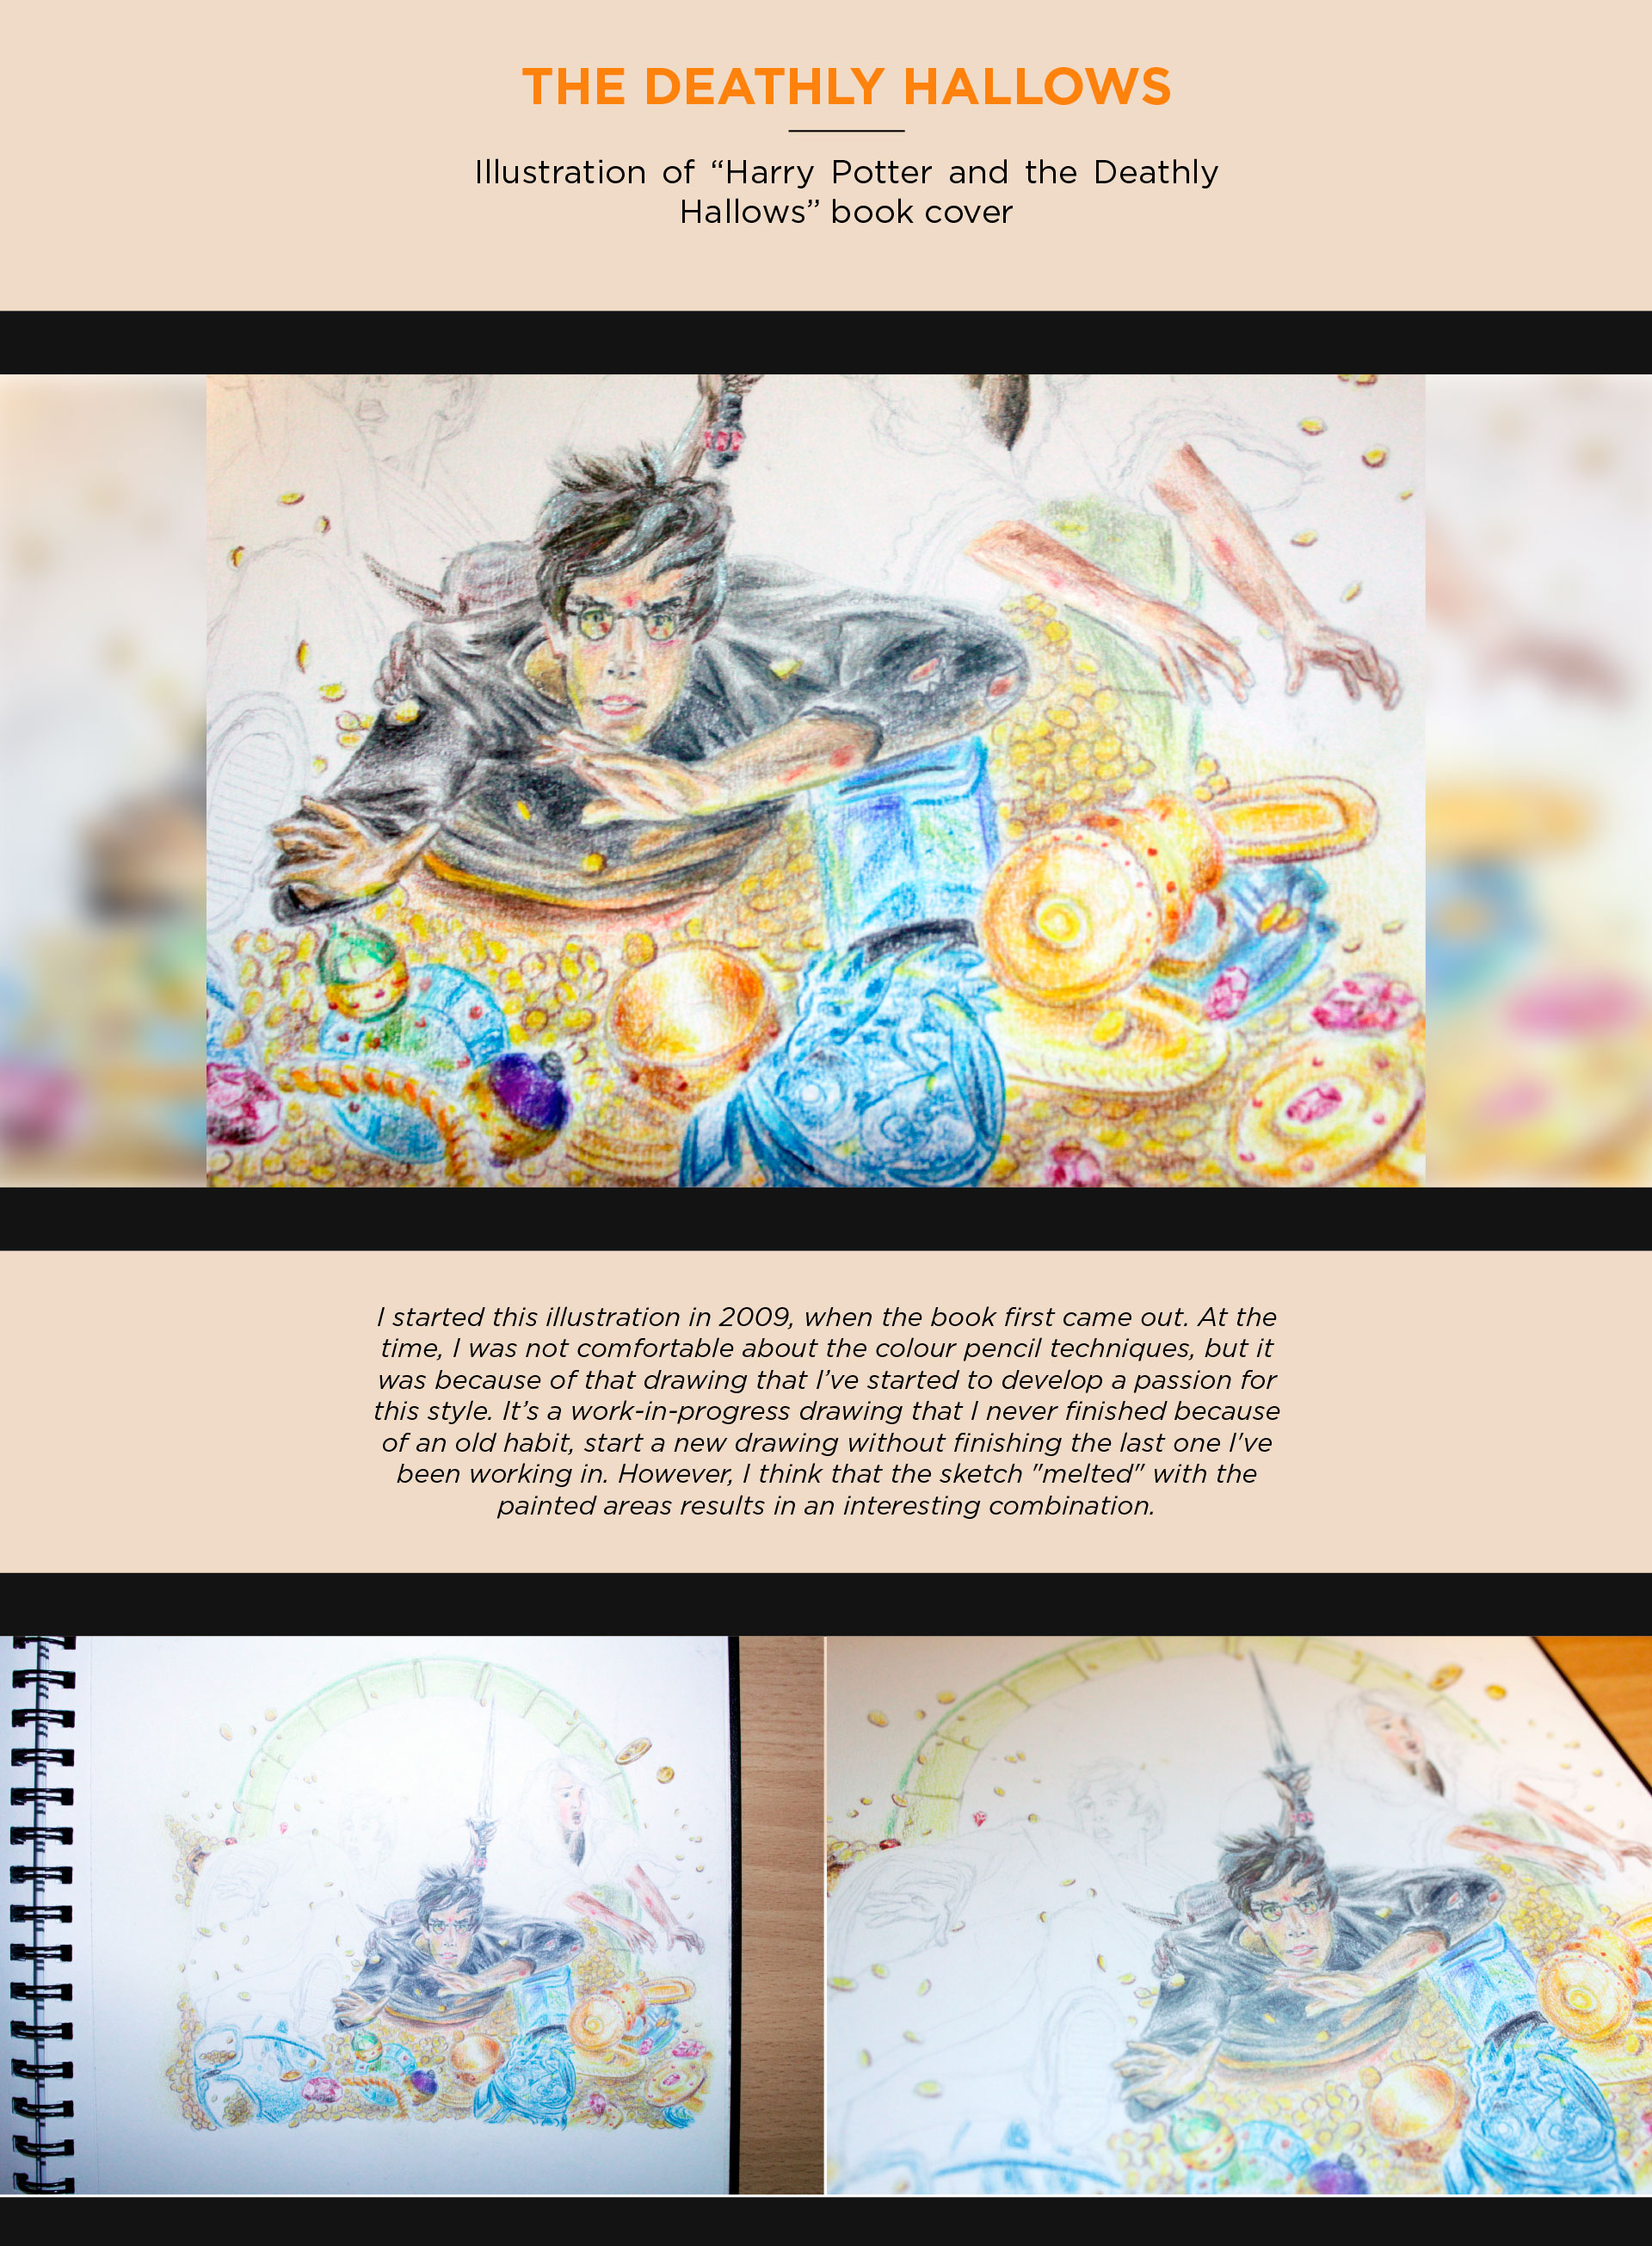 THE DEATHLY HALLOWS
Illustration of “Harry Potter and the Deathly
Hallows” book cover
I started this illustration in 2009, when the book first came out. At the
time, I was not comfortable about the colour pencil techniques, but it
was because of that drawing that I’ve started to develop a passion for
this style. It’s a work-in-progress drawing that I never finished because
of an old habit, start a new drawing without finishing the last one I've
been working in. However, I think that the sketch "melted" with the
painted areas results in an interesting combination.